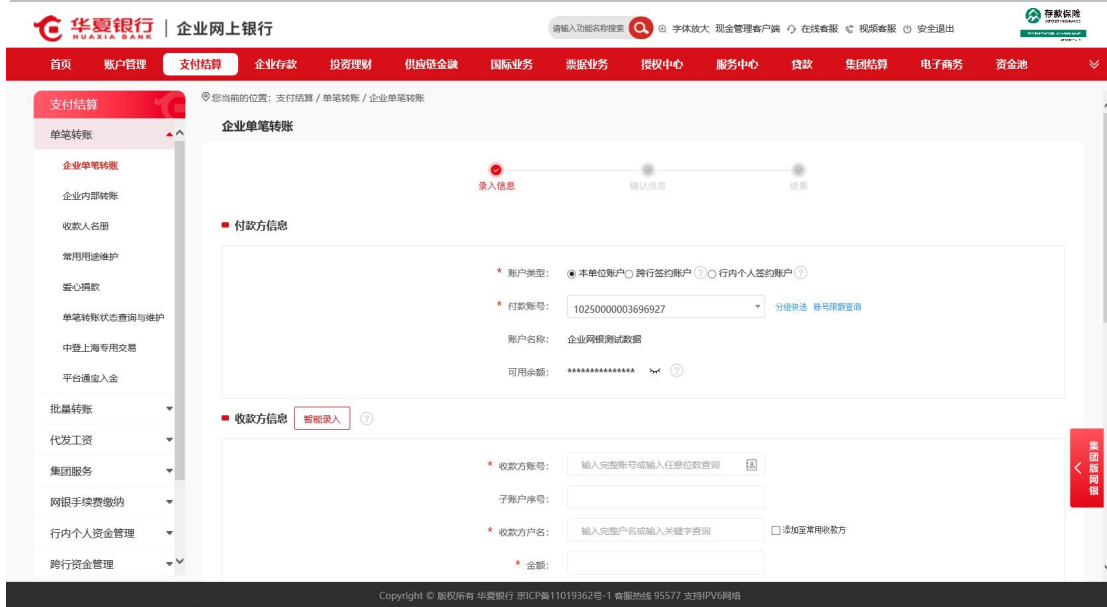 华夏银行 HUAXIA BANK | 企业网上银行
请输入功能名称搜索 字体放大 现金管理客户端 在线客服 视频客服 安全退出
存款保险
首页 账户管理 支付结算 企业存款 投资理财 供应链金融 国际业务 票据业务 授权中心 服务中心 贷款 集团结算 电子商务 资金池
支付结算
单笔转账
企业单笔转账
企业内部转账
收款人名册
常用用途维护
爱心捐款
单笔转账状态查询与维护
中登上海专用交易
平台通宝入金
批量转账
代发工资
集团服务
网银手续费缴纳
行内个人资金管理
跨行资金管理
您当前的位置: 支付结算 / 单笔转账 / 企业单笔转账
企业单笔转账
录入信息 确认信息 结果
付款方信息
* 账户类型: 本单位账户 跨行签约账户 ? 行内个人签约账户 ?
* 付款账号: 10250000003696927 分组快选 账号限额查询
账户名称: 企业网银测试数据
可用余额: *************** ?
收款方信息 智能录入 ?
* 收款方账号: 输入完整账号或输入任意位数查询
子账户序号:
* 收款方户名: 输入完整户名或输入关键字查询 添加至常用收款方
* 金额:
集团版网银
Copyright © 版权所有 华夏银行 京ICP备11019362号-1 客服热线 95577 支持IPV6网络